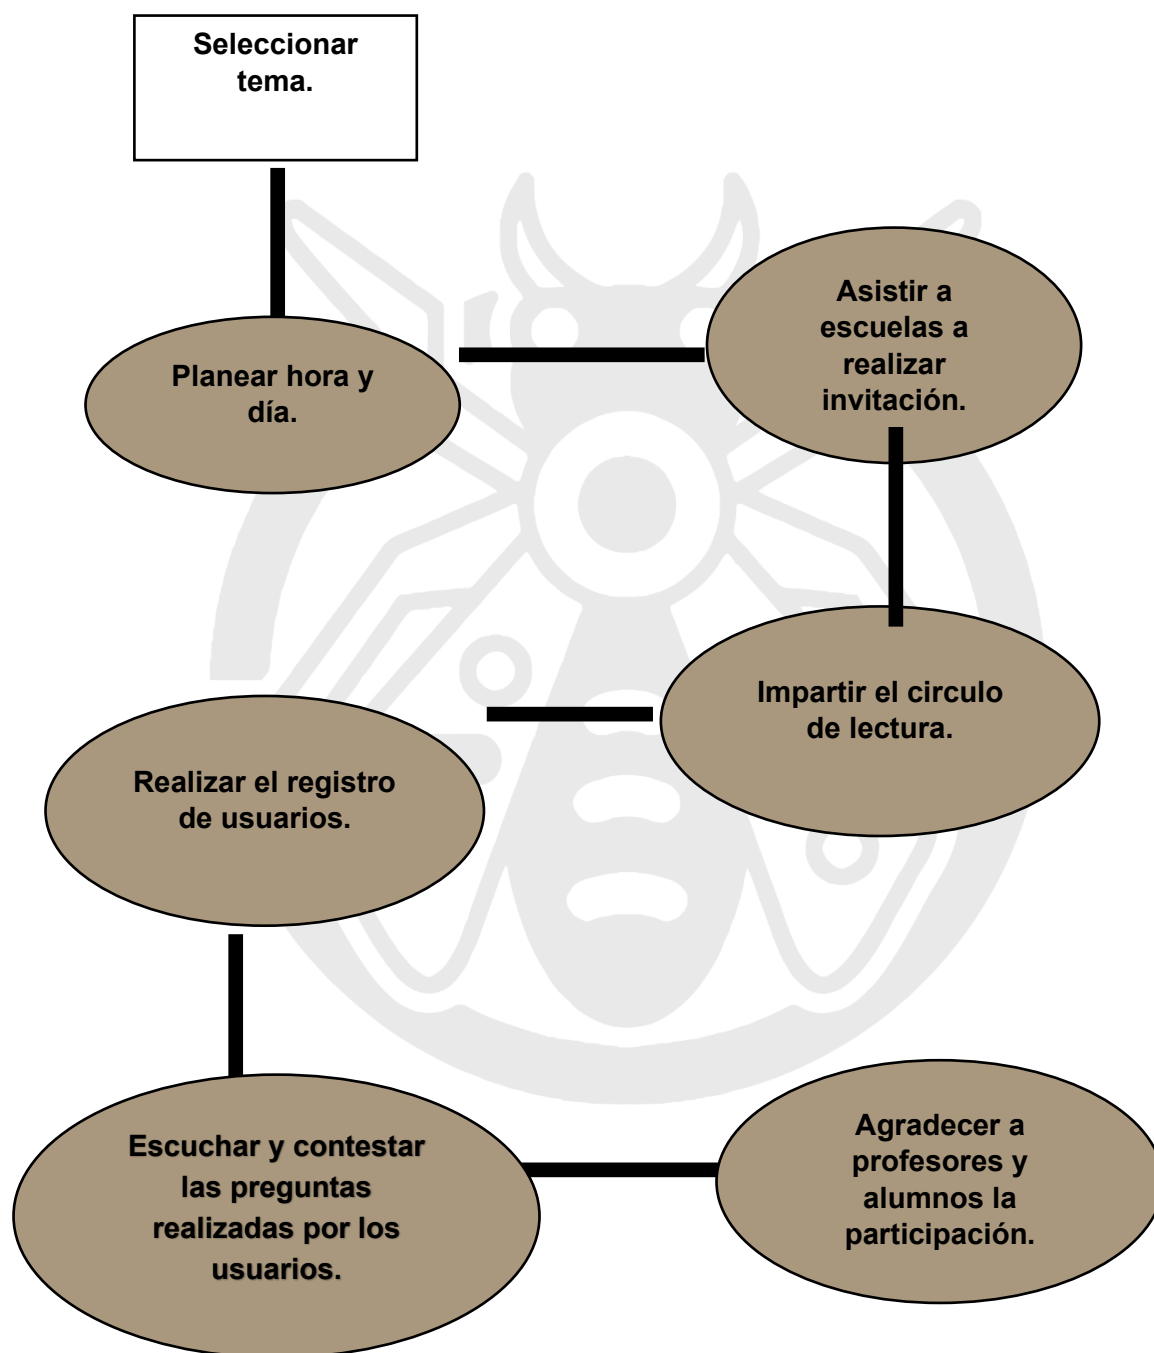 Seleccionar
tema.
Planear hora y
día.
Asistir a
escuelas a
realizar
invitación.
Impartir el circulo
de lectura.
Realizar el registro
de usuarios.
Escuchar y contestar
las preguntas
realizadas por los
usuarios.
Agradecer a
profesores y
alumnos la
participación.